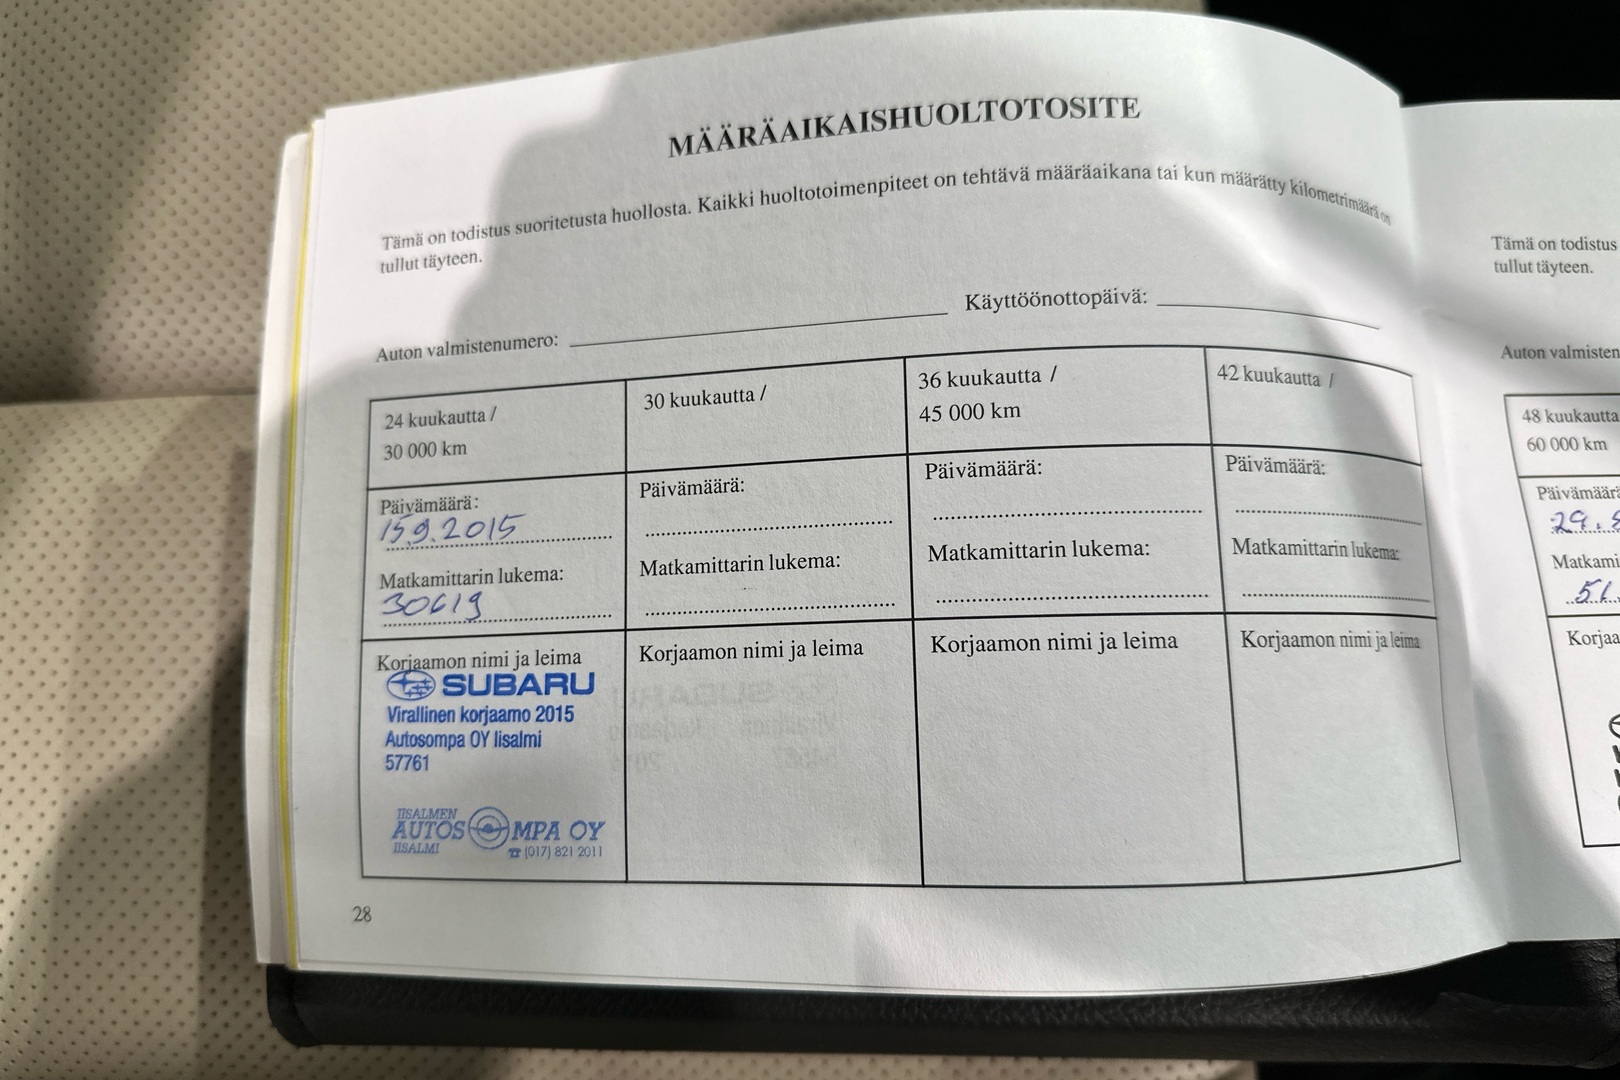 MÄÄRÄAIKAISHUOLTOTOSITE
Tämä on todistus suoritetusta huollosta. Kaikki huoltotoimenpiteet on tehtävä määräaikana tai kun määrätty kilometrimäärä on
tullut täyteen.
Auton valmistenumero:
Käyttöönottopäivä:
24 kuukautta /
30 000 km
Päivämäärä:
15.9.2015
Matkamittarin lukema:
30619
Korjaamon nimi ja leima
SUBARU
Virallinen korjaamo 2015
Autosompa OY Iisalmi
57761
IISALMEN
AUTOSOMPA OY
IISALMI
☎ (017) 821 2011
30 kuukautta /
Päivämäärä:
Matkamittarin lukema:
Korjaamon nimi ja leima
36 kuukautta /
45 000 km
Päivämäärä:
Matkamittarin lukema:
Korjaamon nimi ja leima
42 kuukautta /
Päivämäärä:
Matkamittarin lukema:
Korjaamon nimi ja leima
28
Tämä on todistus
tullut täyteen.
Auton valmisten
48 kuukautta
60 000 km
Päivämäärä
29.
Matkami
51.
Korjaa